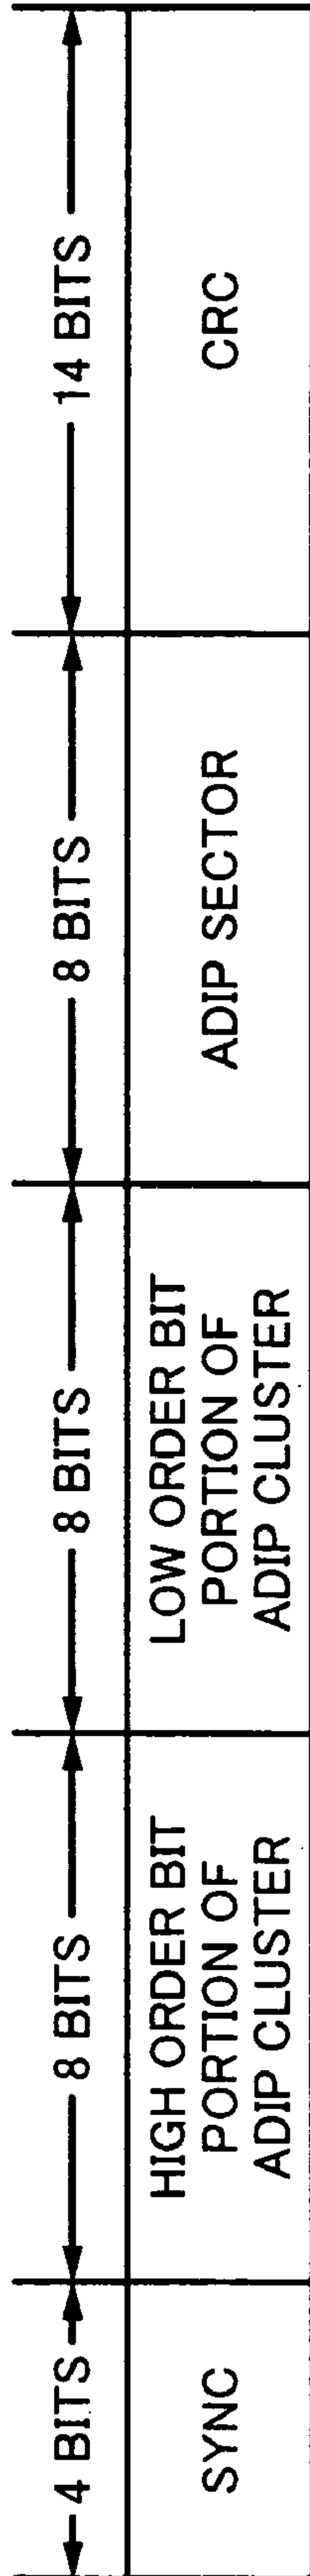 4 BITS
8 BITS
8 BITS
8 BITS
14 BITS
SYNC
HIGH ORDER BIT
PORTION OF
ADIP CLUSTER
LOW ORDER BIT
PORTION OF
ADIP CLUSTER
ADIP SECTOR
CRC